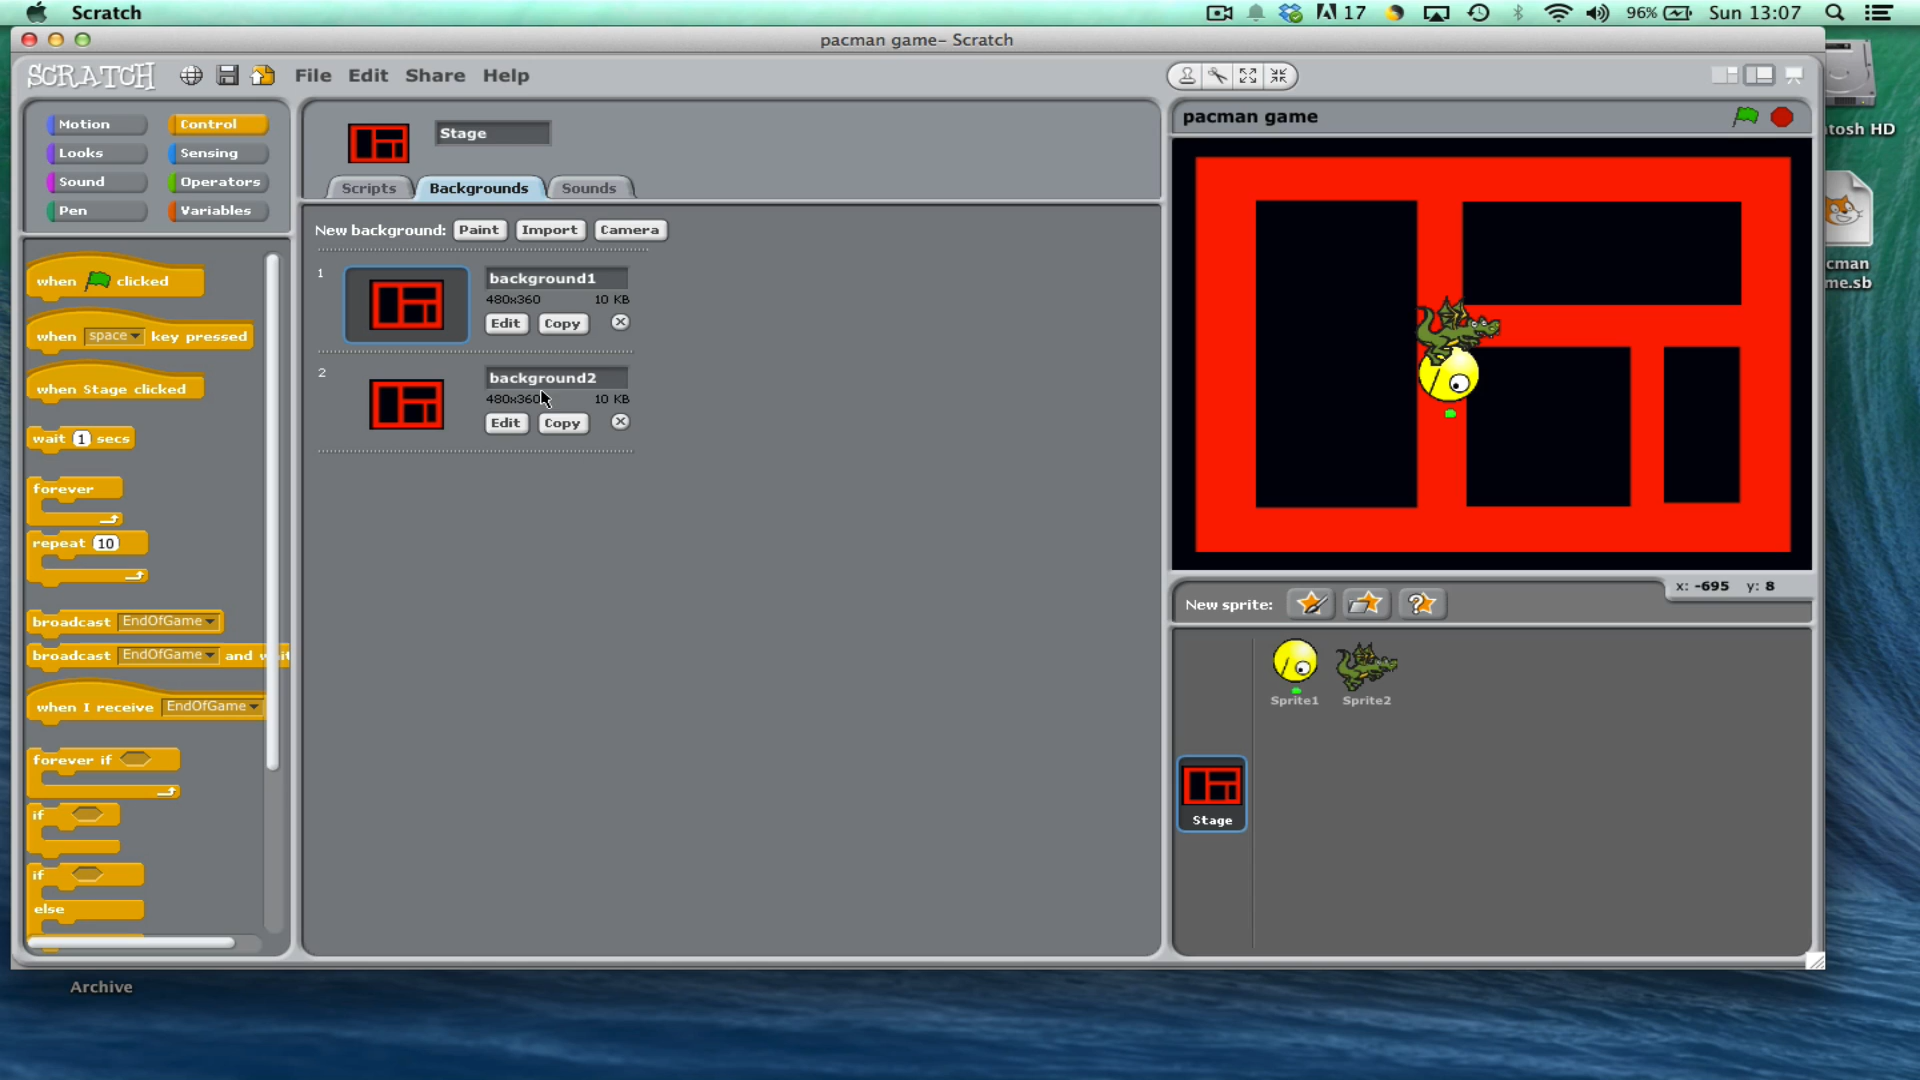 Scratch
17
96%
Sun 13:07
pacman game- Scratch
SCRATCH
File Edit Share Help
Motion
Control
Looks
Sensing
Sound
Operators
Pen
Variables
when clicked
when space key pressed
when Stage clicked
wait 1 secs
forever
repeat 10
broadcast EndOfGame
broadcast EndOfGame and wait
when I receive EndOfGame
forever if
if
if
else
Stage
Scripts
Backgrounds
Sounds
New background: Paint Import Camera
1
background1
480x360 10 KB
Edit Copy
2
background2
480x360 10 KB
Edit Copy
pacman game
x: -695 y: 8
New sprite:
Sprite1
Sprite2
Stage
tosh HD
cman
me.sb
Archive